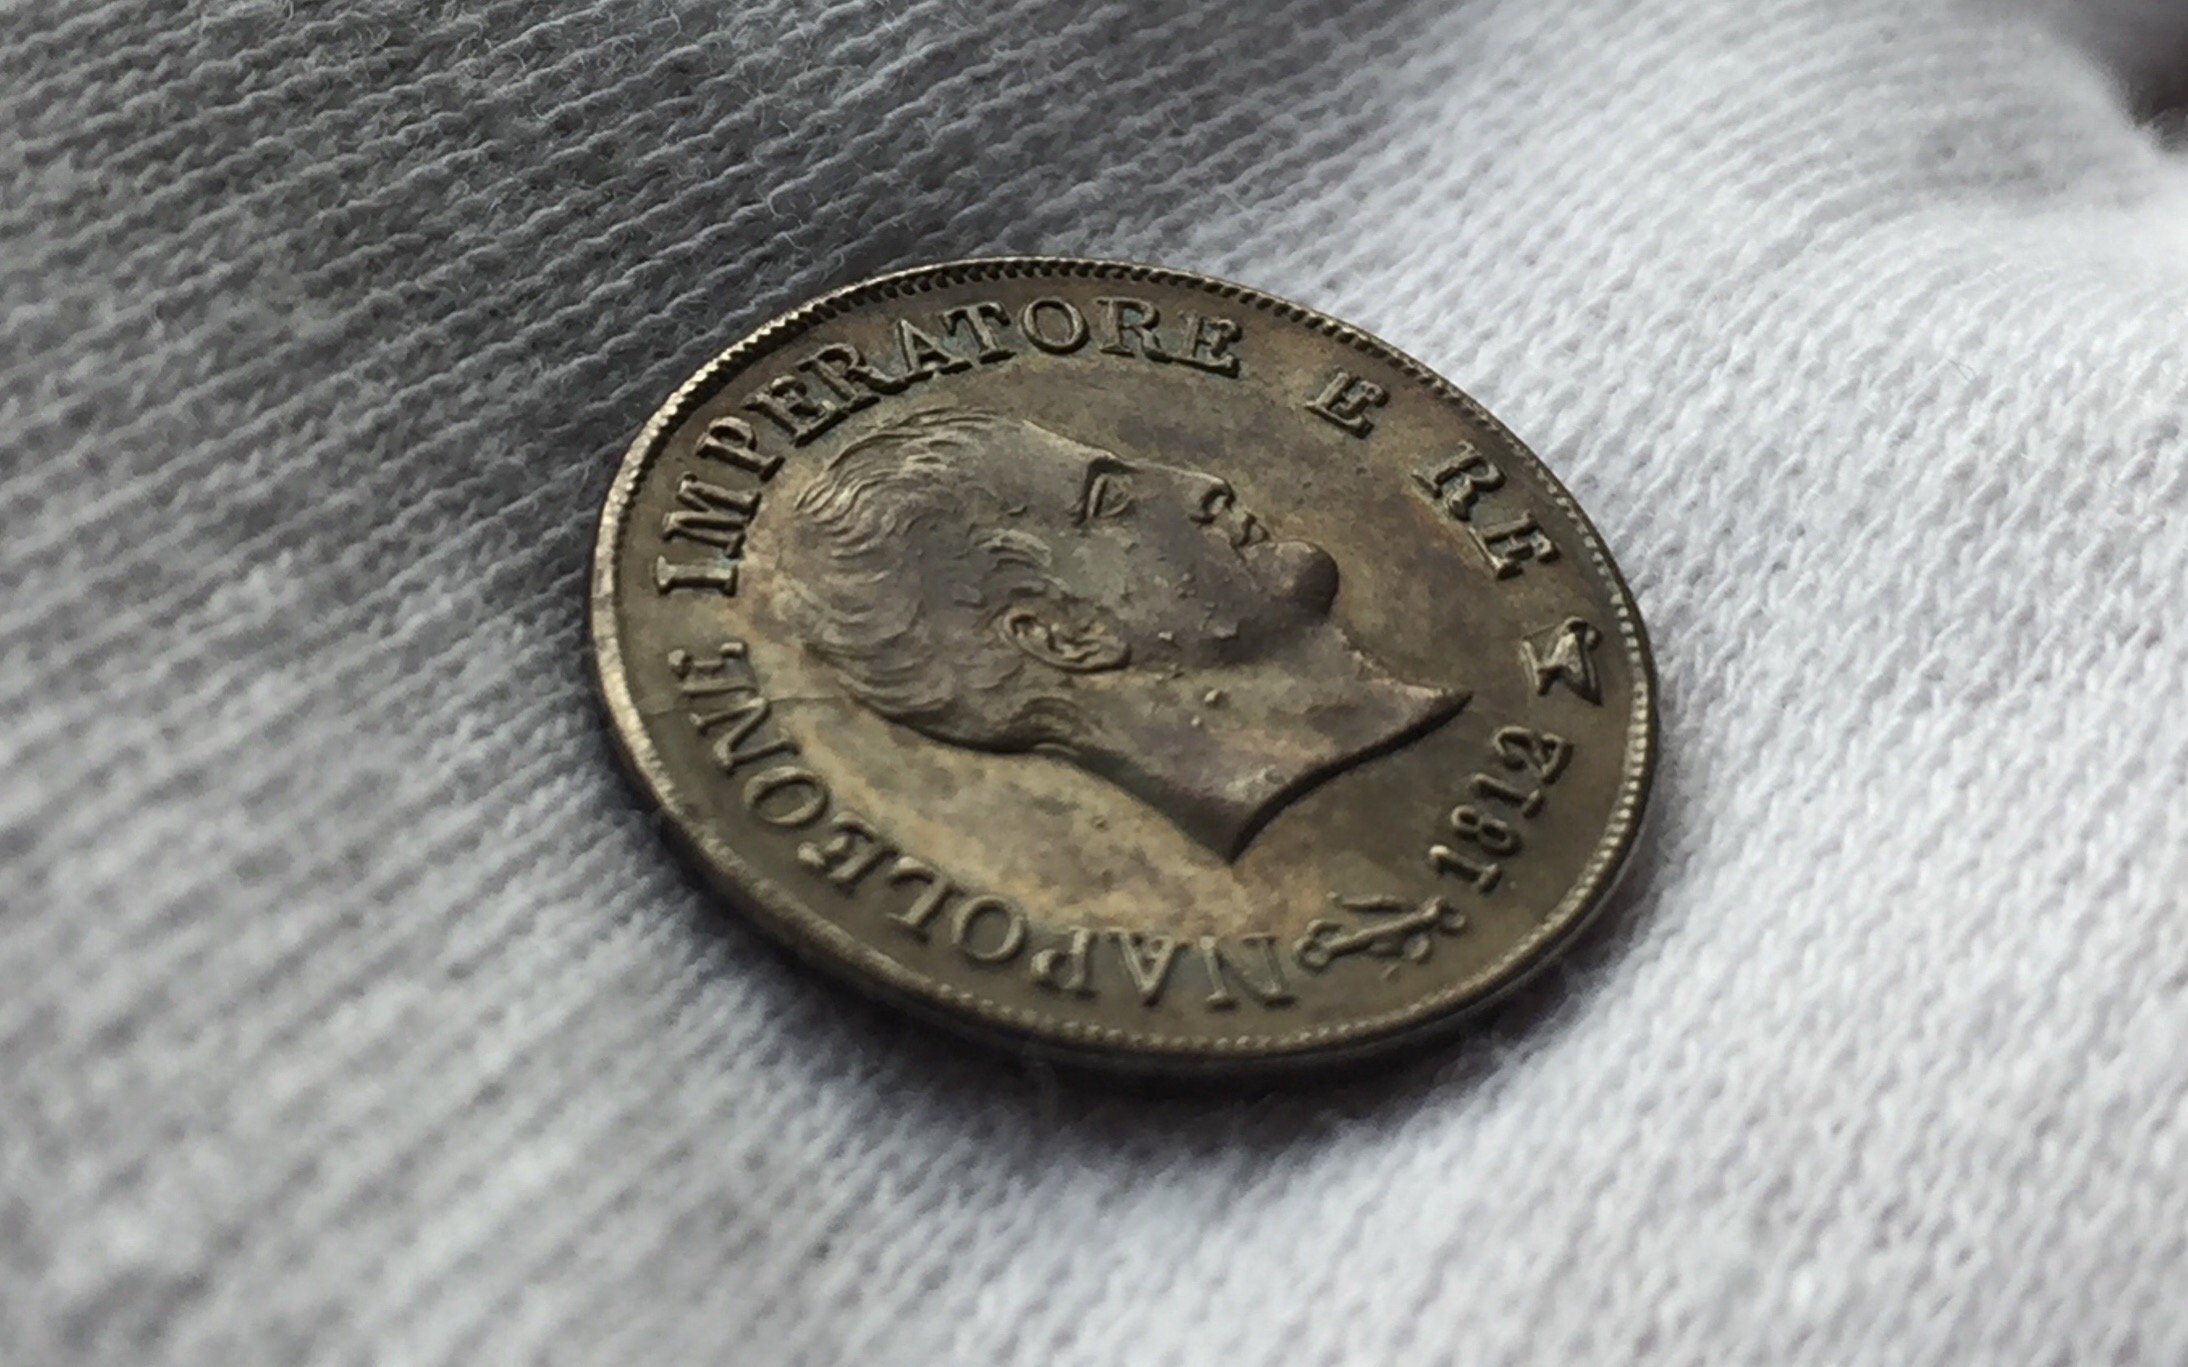 NAPOLEONE IMPERATORE E RE
1812